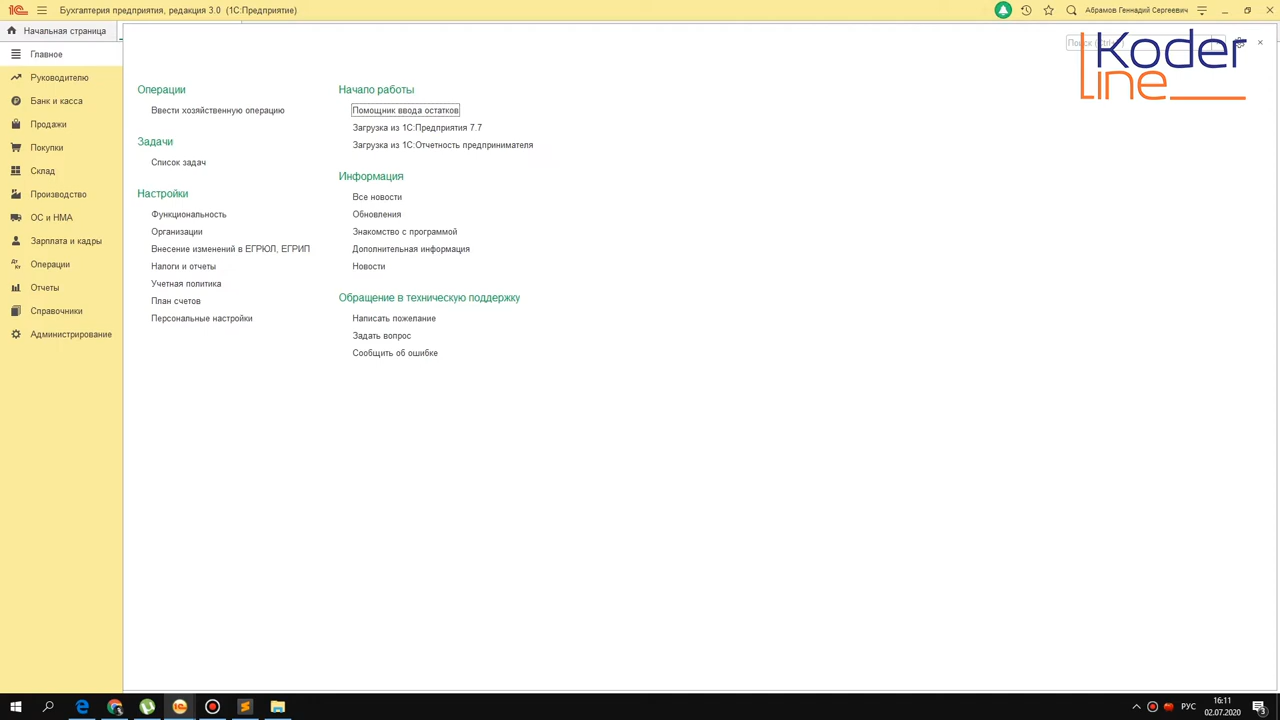 Бухгалтерия предприятия, редакция 3.0 (1С:Предприятие)
Абрамов Геннадий Сергеевич
Начальная страница
Главное
Руководителю
Банк и касса
Продажи
Покупки
Склад
Производство
ОС и НМА
Зарплата и кадры
Операции
Отчеты
Справочники
Администрирование
Операции
Ввести хозяйственную операцию
Задачи
Список задач
Настройки
Функциональность
Организации
Внесение изменений в ЕГРЮЛ, ЕГРИП
Налоги и отчеты
Учетная политика
План счетов
Персональные настройки
Начало работы
Помощник ввода остатков
Загрузка из 1С:Предприятия 7.7
Загрузка из 1С:Отчетность предпринимателя
Информация
Все новости
Обновления
Знакомство с программой
Дополнительная информация
Новости
Обращение в техническую поддержку
Написать пожелание
Задать вопрос
Сообщить об ошибке
Koder
line
РУС
16:11
02.07.2020